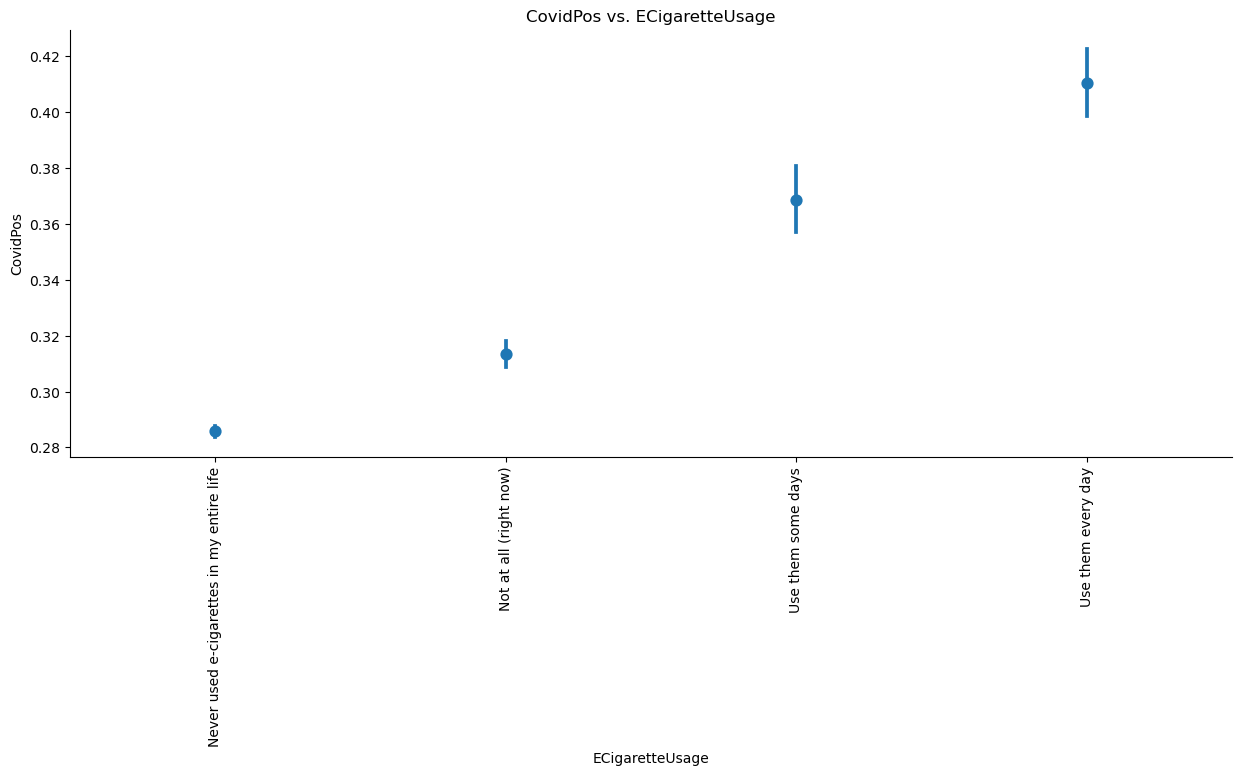 CovidPos vs. ECigaretteUsage
0.42
0.40
0.38
0.36
0.34
0.32
0.30
0.28
CovidPos
Never used e-cigarettes in my entire life
Not at all (right now)
Use them some days
Use them every day
ECigaretteUsage